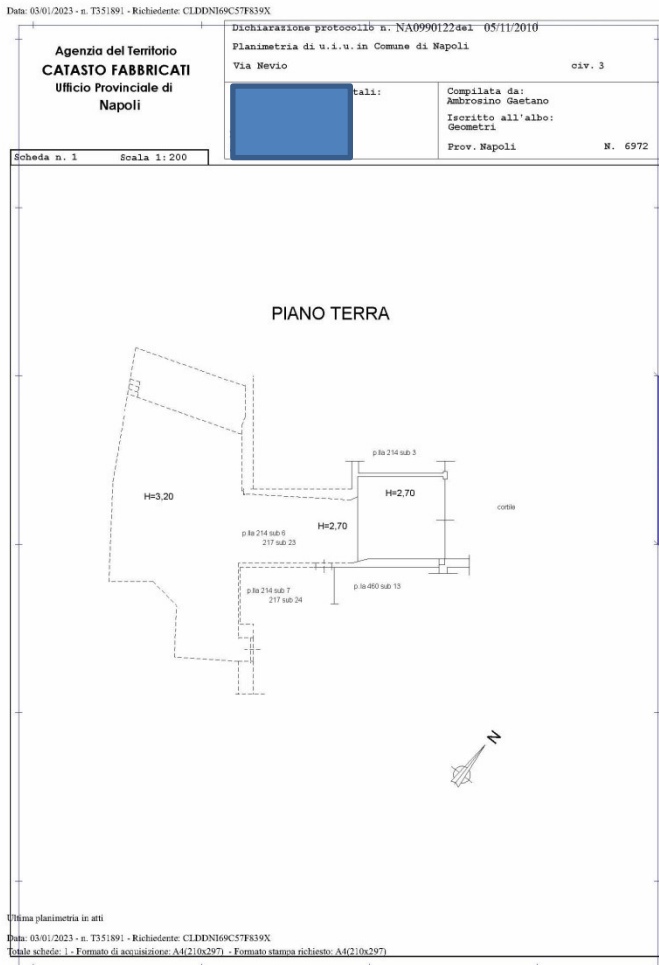 Data: 03/01/2023 - n. T351891 - Richiedente: CLDDNI69C57F839X
Agenzia del Territorio
CATASTO FABBRICATI
Ufficio Provinciale di
Napoli
Dichiarazione protocollo n. NA0990122del 05/11/2010
Planimetria di u.i.u. in Comune di Napoli
Via Nevio civ. 3
tali:
Compilata da:
Ambrosino Gaetano
Iscritto all'albo:
Geometri
Prov. Napoli N. 6972
Scheda n. 1 Scala 1:200
PIANO TERRA
p.lla 214 sub 3
H=3,20
H=2,70
cortile
p.lla 214 sub 6
217 sub 23
H=2,70
p.lla 214 sub 7
217 sub 24
p.la 460 sub 13
N
Ultima planimetria in atti
Data: 03/01/2023 - n. T351891 - Richiedente: CLDDNI69C57F839X
Totale schede: 1 - Formato di acquisizione: A4(210x297) - Formato stampa richiesto: A4(210x297)